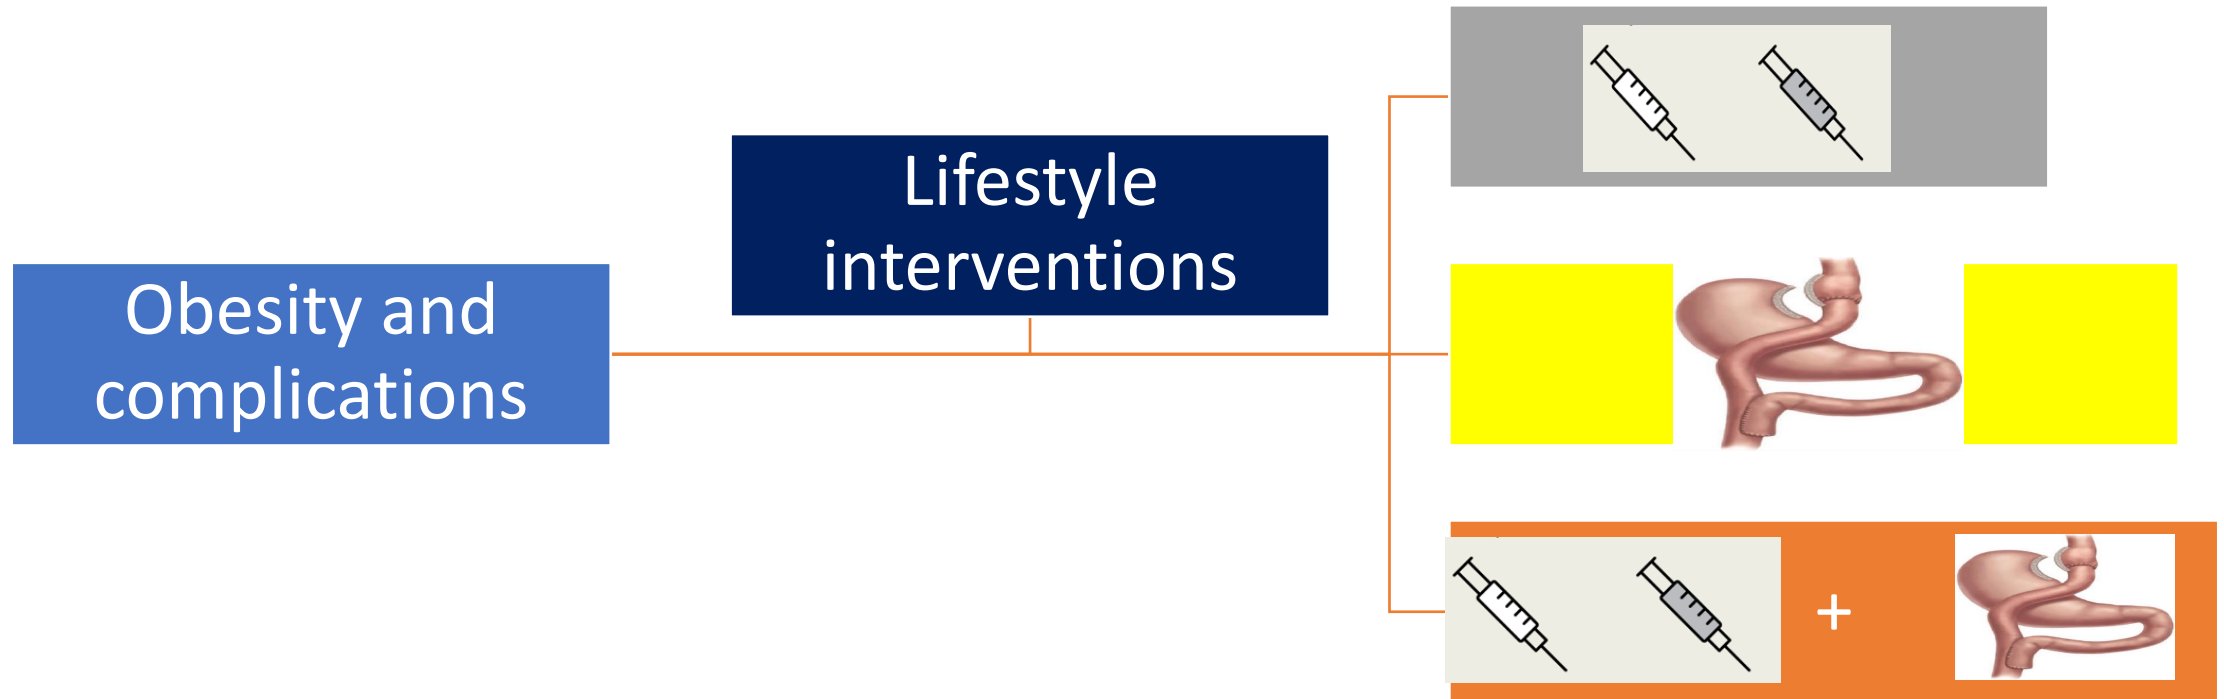 Obesity and
complications
Lifestyle
interventions
+